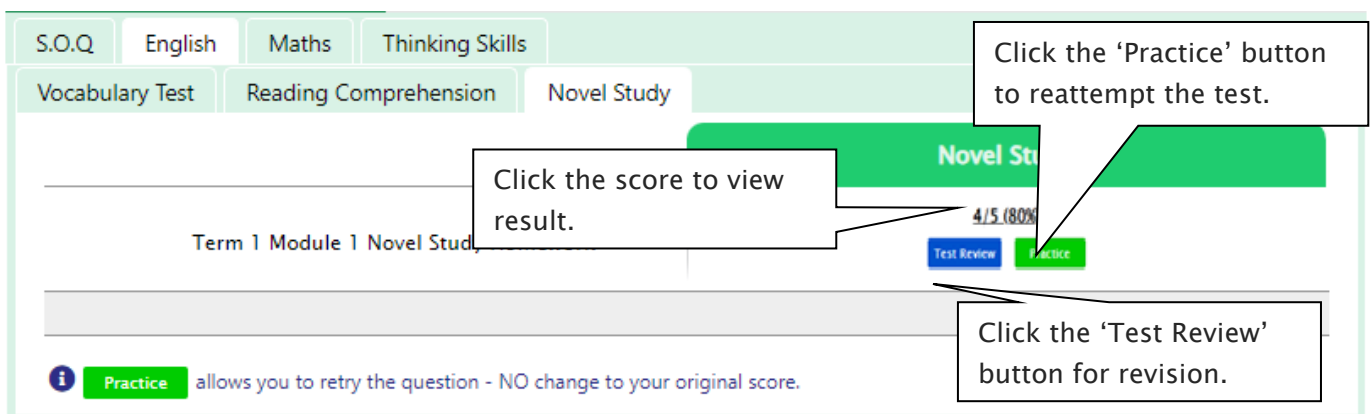 S.O.Q English Maths Thinking Skills
Click the ‘Practice’ button
to reattempt the test.
Vocabulary Test Reading Comprehension Novel Study
Novel
Click the score to view
result.
4/5 (80%
Term 1 Module 1 Novel
Test Review Practice
Click the ‘Test Review’
button for revision.
Practice allows you to retry the question - NO change to your original score.